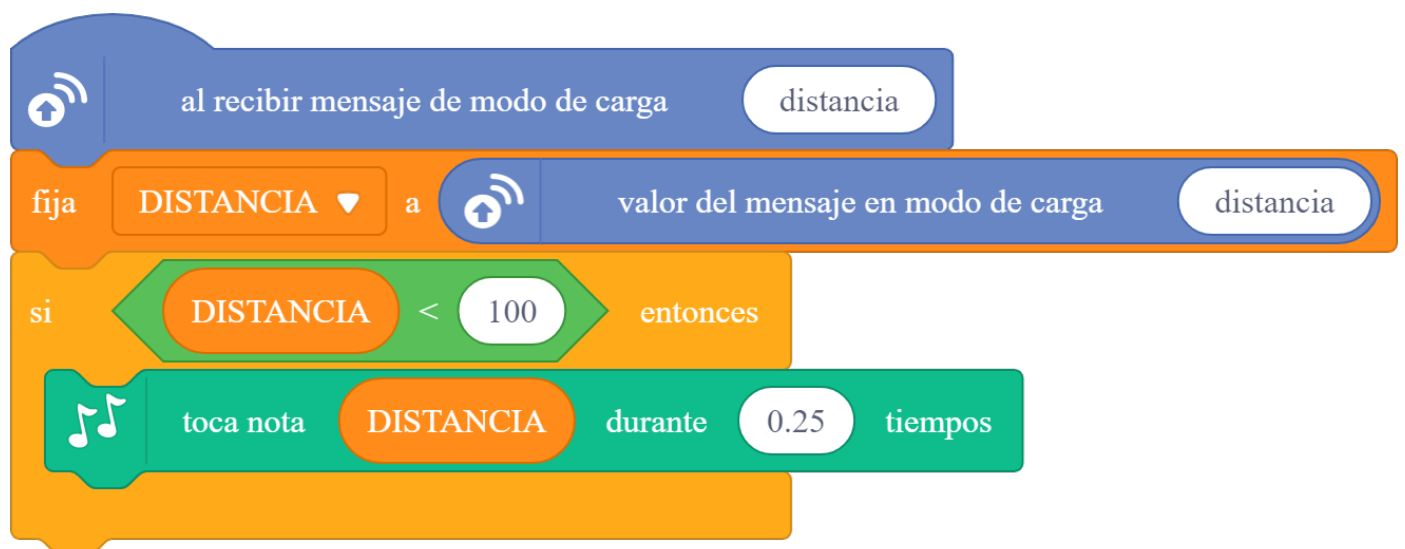 al recibir mensaje de modo de carga distancia
fija DISTANCIA a valor del mensaje en modo de carga distancia
si DISTANCIA < 100 entonces
toca nota DISTANCIA durante 0.25 tiempos